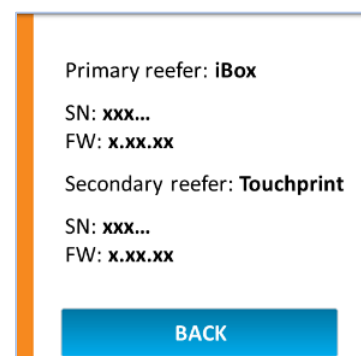 Primary reefer: iBox
SN: xxx...
FW: x.xx.xx
Secondary reefer: Touchprint
SN: xxx...
FW: x.xx.xx
BACK